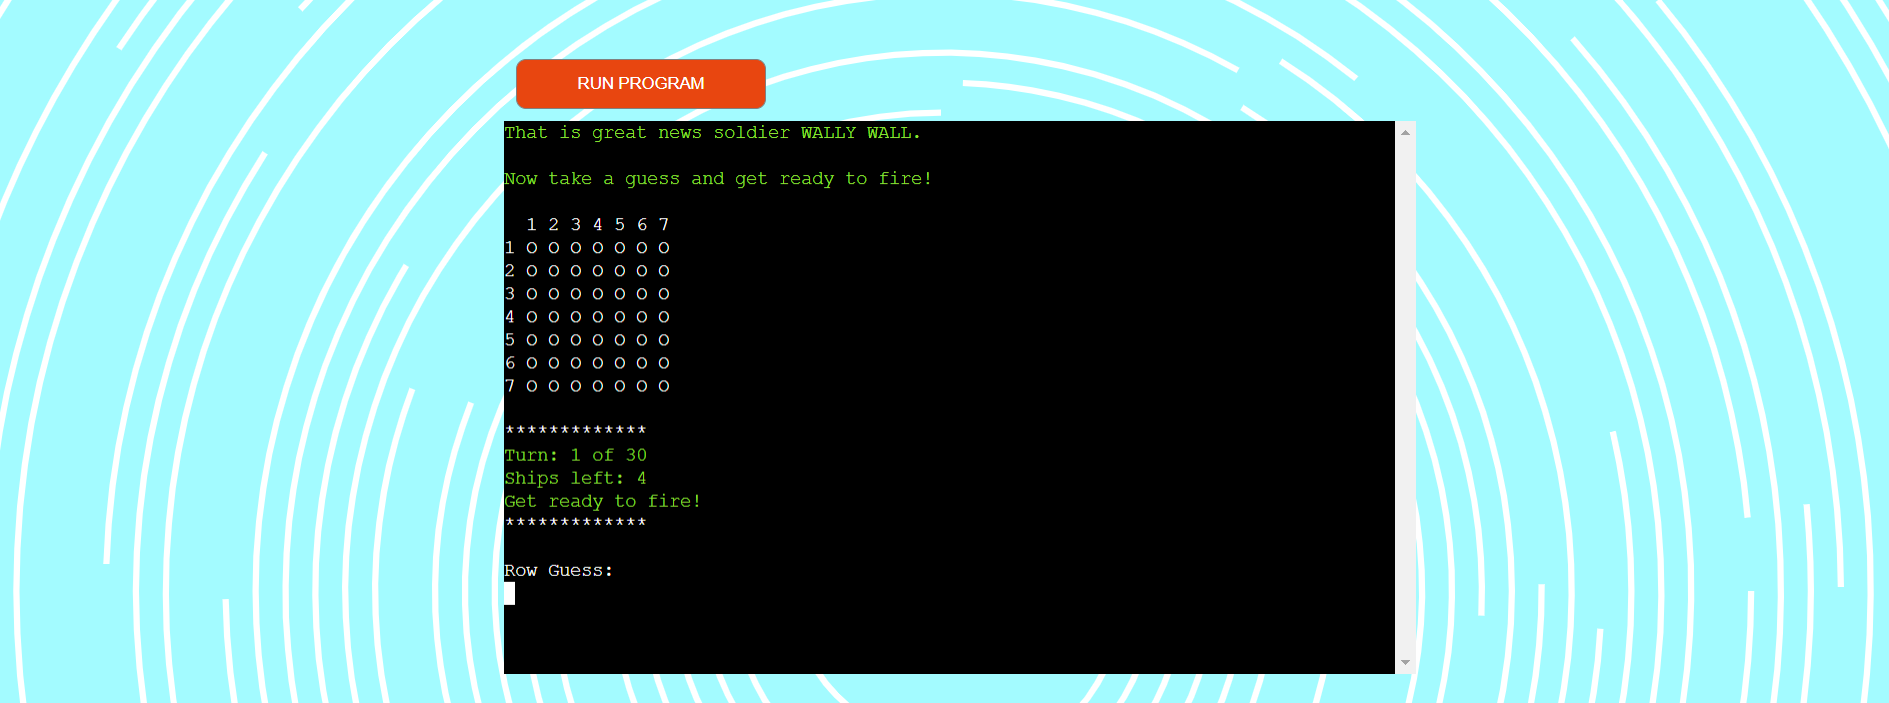 RUN PROGRAM
That is great news soldier WALLY WALL.
Now take a guess and get ready to fire!
  1 2 3 4 5 6 7
1 O O O O O O O
2 O O O O O O O
3 O O O O O O O
4 O O O O O O O
5 O O O O O O O
6 O O O O O O O
7 O O O O O O O
*************
Turn: 1 of 30
Ships left: 4
Get ready to fire!
*************
Row Guess: